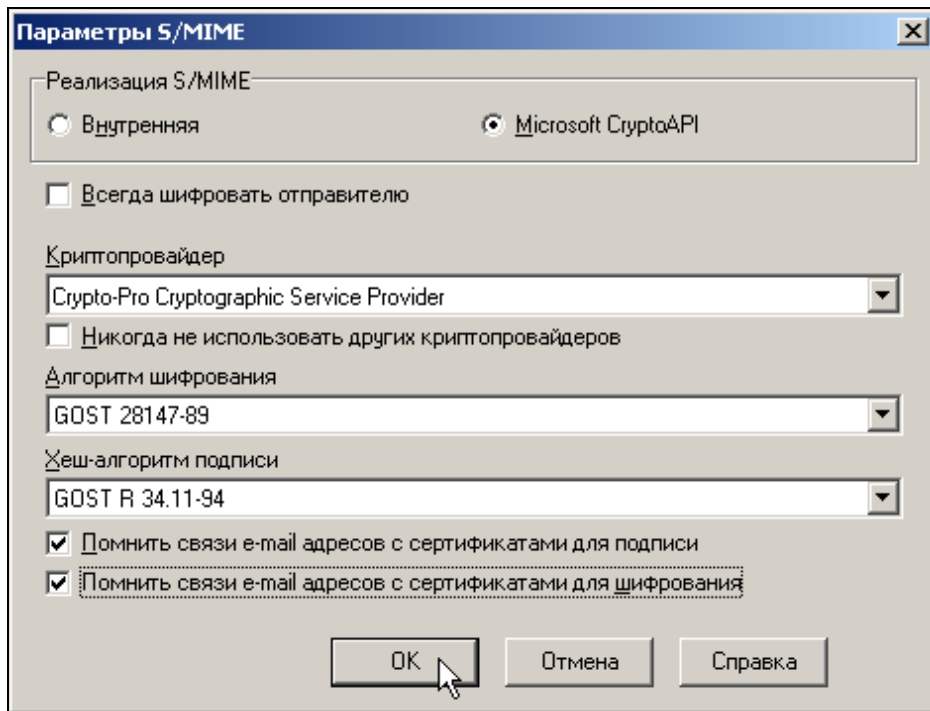 Параметры S/MIME
Реализация S/MIME
Внутренняя
Microsoft CryptoAPI
Всегда шифровать отправителю
Криптопровайдер
Crypto-Pro Cryptographic Service Provider
Никогда не использовать других криптопровайдеров
Алгоритм шифрования
GOST 28147-89
Хеш-алгоритм подписи
GOST R 34.11-94
Помнить связи e-mail адресов с сертификатами для подписи
Помнить связи e-mail адресов с сертификатами для шифрования
OK
Отмена
Справка